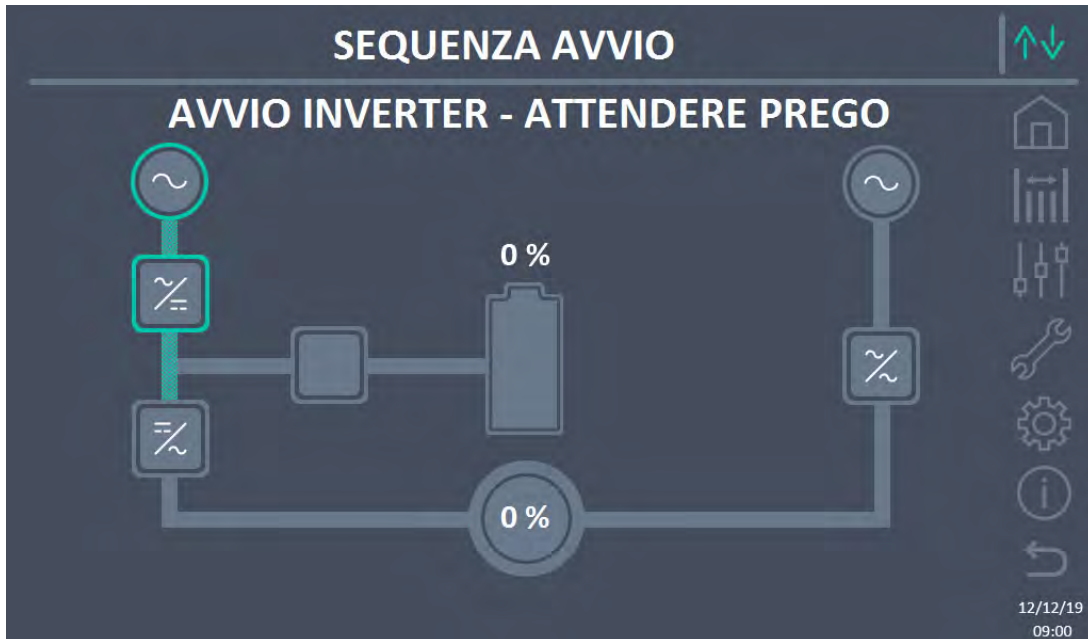 SEQUENZA AVVIO
AVVIO INVERTER - ATTENDERE PREGO
0 %
0 %
12/12/19
09:00